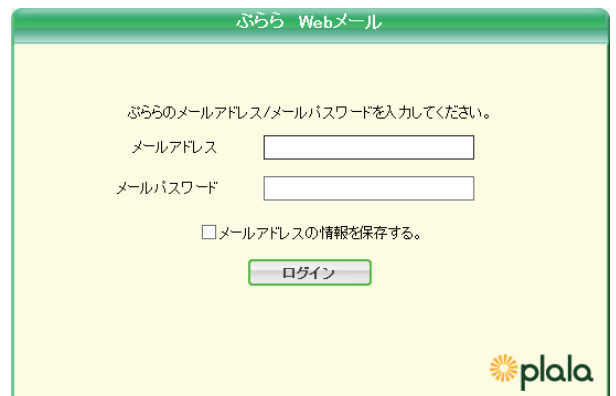 ぷらら Webメール
ぷららのメールアドレス/メールパスワードを入力してください。
メールアドレス
メールパスワード
メールアドレスの情報を保存する。
ログイン
plala